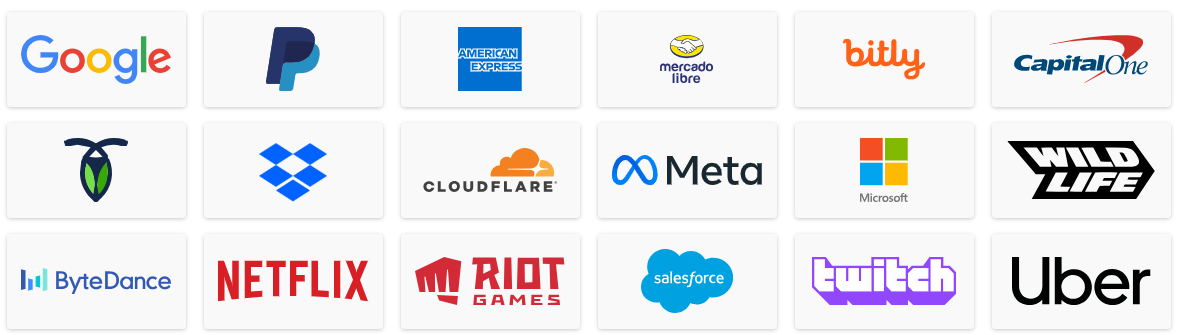 Google
AMERICAN
EXPRESS
mercado
libre
bitly
CapitalOne
CLOUDFLARE
Meta
Microsoft
WILD
LIFE
ByteDance
NETFLIX
RIOT
GAMES
salesforce
twitch
Uber